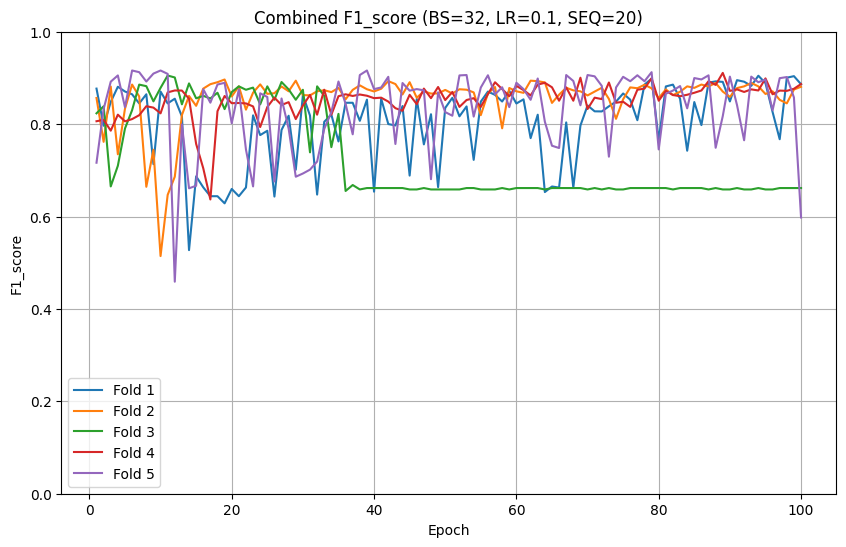 Combined F1_score (BS=32, LR=0.1, SEQ=20)
F1_score
1.0
0.8
0.6
0.4
0.2
0.0
Fold 1
Fold 2
Fold 3
Fold 4
Fold 5
0 20 40 60 80 100
Epoch